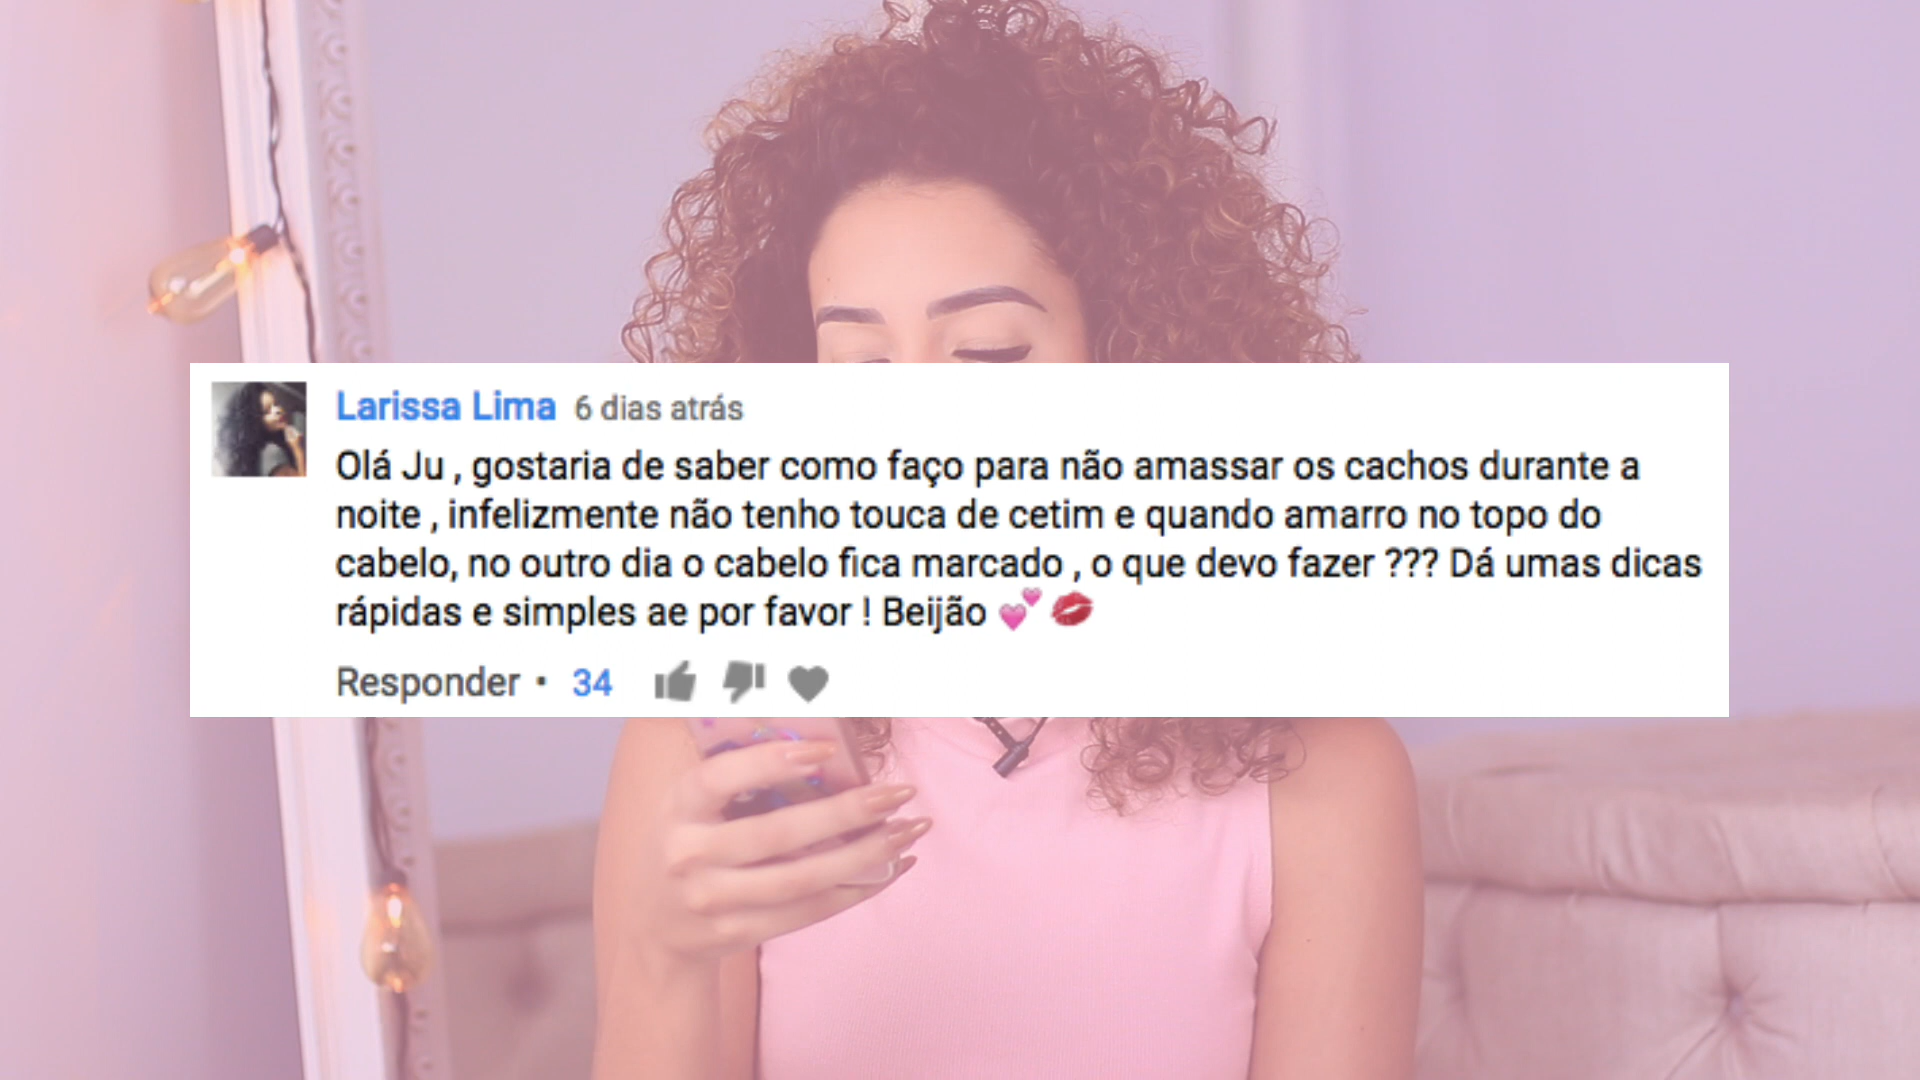 Larissa Lima 6 dias atrás
Olá Ju , gostaria de saber como faço para não amassar os cachos durante a
noite , infelizmente não tenho touca de cetim e quando amarro no topo do
cabelo, no outro dia o cabelo fica marcado , o que devo fazer ??? Dá umas dicas
rápidas e simples ae por favor ! Beijão 💕💋
Responder • 34